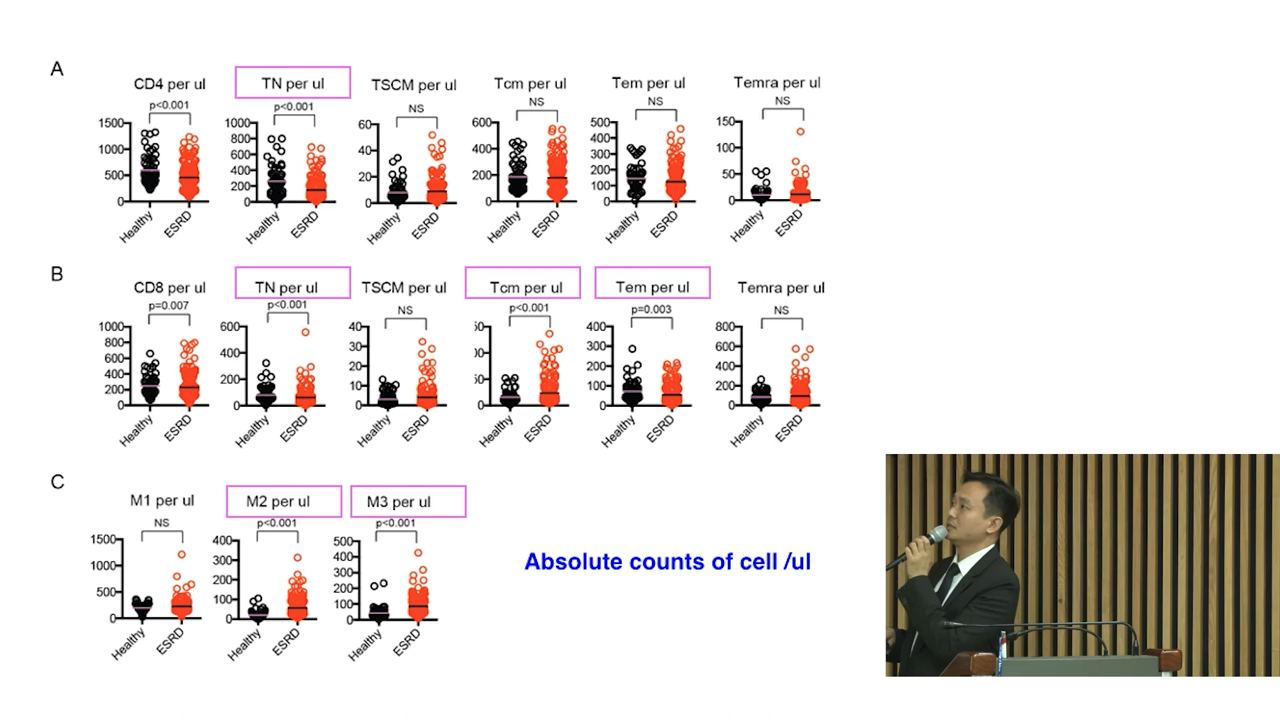 A
CD4 per ul
TN per ul
TSCM per ul
Tcm per ul
Tem per ul
Temra per ul
p<0.001
p<0.001
NS
NS
NS
NS
1500
1000
500
0
1000
800
600
400
200
0
60
40
20
0
600
400
200
0
500
400
300
200
100
0
150
100
50
0
Healthy
ESRD
Healthy
ESRD
Healthy
ESRD
Healthy
ESRD
Healthy
ESRD
Healthy
ESRD
B
CD8 per ul
TN per ul
TSCM per ul
Tcm per ul
Tem per ul
Temra per ul
p=0.007
p<0.001
NS
p<0.001
p=0.003
NS
1000
800
600
400
200
0
600
400
200
0
40
30
20
10
0
50
00
50
0
400
300
200
100
0
800
600
400
200
0
Healthy
ESRD
Healthy
ESRD
Healthy
ESRD
Healthy
ESRD
Healthy
ESRD
Healthy
ESRD
C
M1 per ul
M2 per ul
M3 per ul
NS
p<0.001
p<0.001
1500
1000
500
0
400
300
200
100
0
500
400
300
200
100
0
Healthy
ESRD
Healthy
ESRD
Healthy
ESRD
Absolute counts of cell /ul